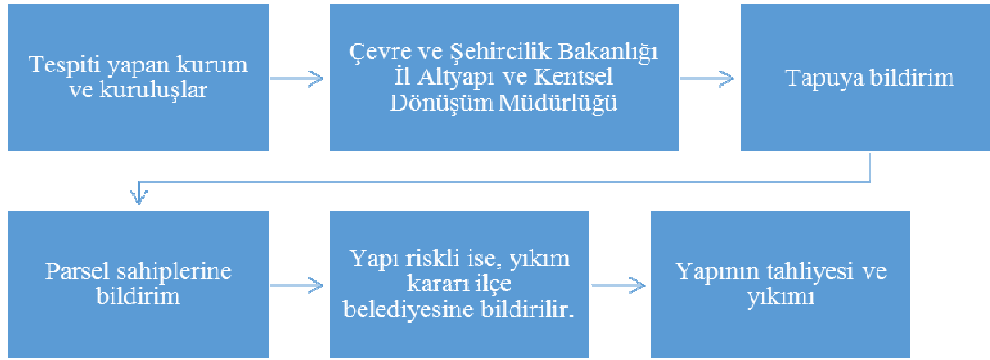 Tespiti yapan kurum
ve kuruluşlar
Çevre ve Şehircilik Bakanlığı
İl Altyapı ve Kentsel
Dönüşüm Müdürlüğü
Tapuya bildirim
Parsel sahiplerine
bildirim
Yapı riskli ise, yıkım
kararı ilçe
belediyesine bildirilir.
Yapının tahliyesi ve
yıkımı